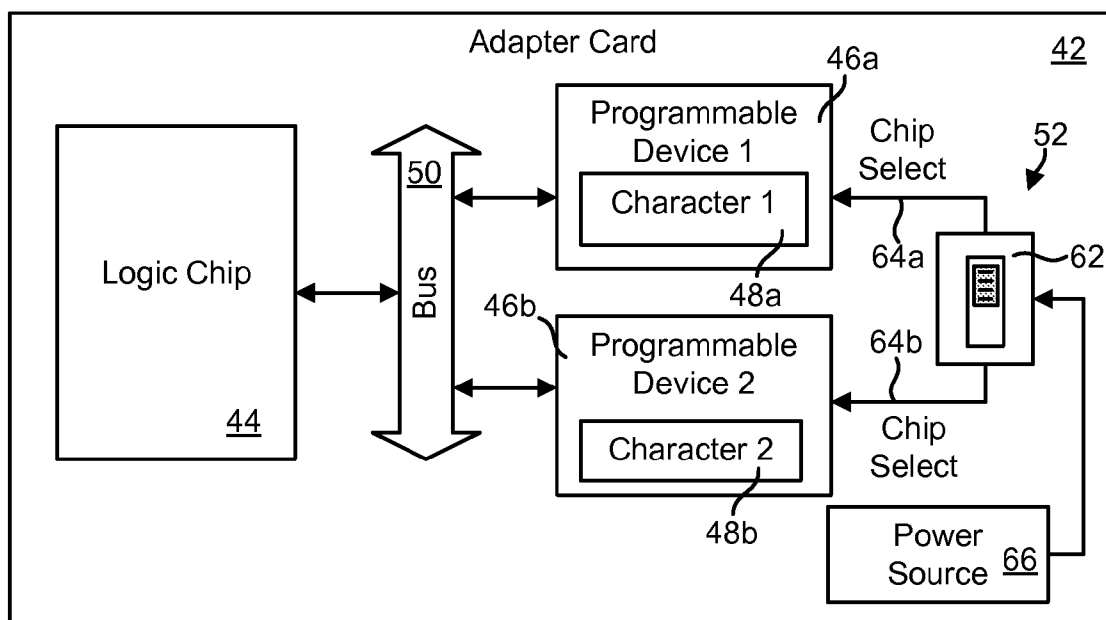 Adapter Card
42
46a
Programmable
Device 1
Character 1
48a
Chip
Select
52
64a
62
50
Bus
Logic Chip
44
46b
Programmable
Device 2
Character 2
48b
64b
Chip
Select
Power
Source
66